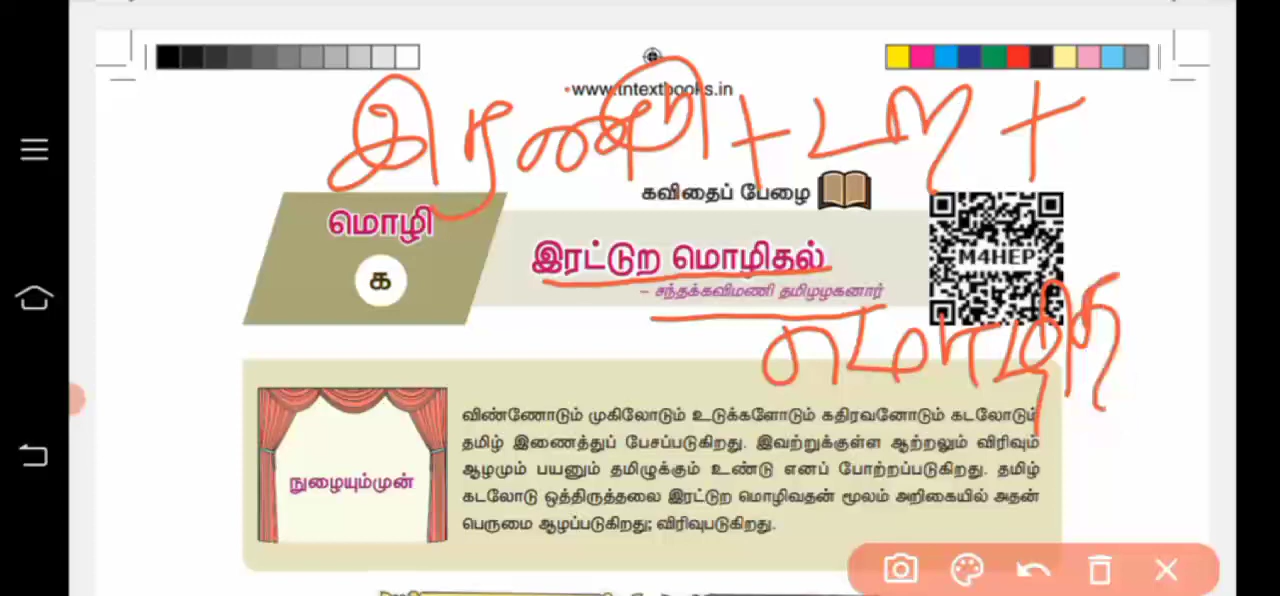 www.tntextbooks.in
இரண்டு + உற +
கவிதைப் பேழை
மொழி
௧
இரட்டுற மொழிதல்
– சந்தக்கவிமணி தமிழழகனார்
M4HEP
மொழித
நுழையும்முன்
விண்ணோடும் முகிலோடும் உடுக்களோடும் கதிரவனோடும் கடலோடும்
தமிழ் இணைத்துப் பேசப்படுகிறது. இவற்றுக்குள்ள ஆற்றலும் விரிவும்
ஆழமும் பயனும் தமிழுக்கும் உண்டு எனப் போற்றப்படுகிறது. தமிழ்
கடலோடு ஒத்திருத்தலை இரட்டுற மொழிவதன் மூலம் அறிகையில் அதன்
பெருமை ஆழப்படுகிறது; விரிவுபடுகிறது.